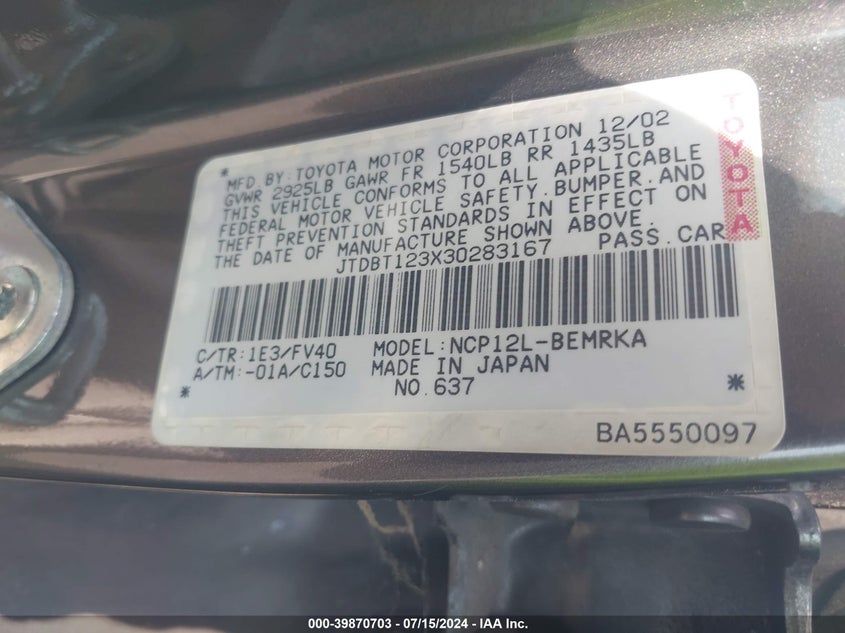 * MFD BY: TOYOTA MOTOR CORPORATION 12/02
GVWR 2925LB GAWR FR 1540LB RR 1435LB
THIS VEHICLE CONFORMS TO ALL APPLICABLE
FEDERAL MOTOR VEHICLE SAFETY, BUMPER, AND
THEFT PREVENTION STANDARDS IN EFFECT ON
THE DATE OF MANUFACTURE SHOWN ABOVE.
JTDBT123X30283167 PASS. CAR
TOYOTA
TOYOTA
C/TR: 1E3/FV40 MODEL: NCP12L-BEMRKA
A/TM: -01A/C150 MADE IN JAPAN
* NO. 637 *
BA5550097
000-39870703 - 07/15/2024 - IAA Inc.